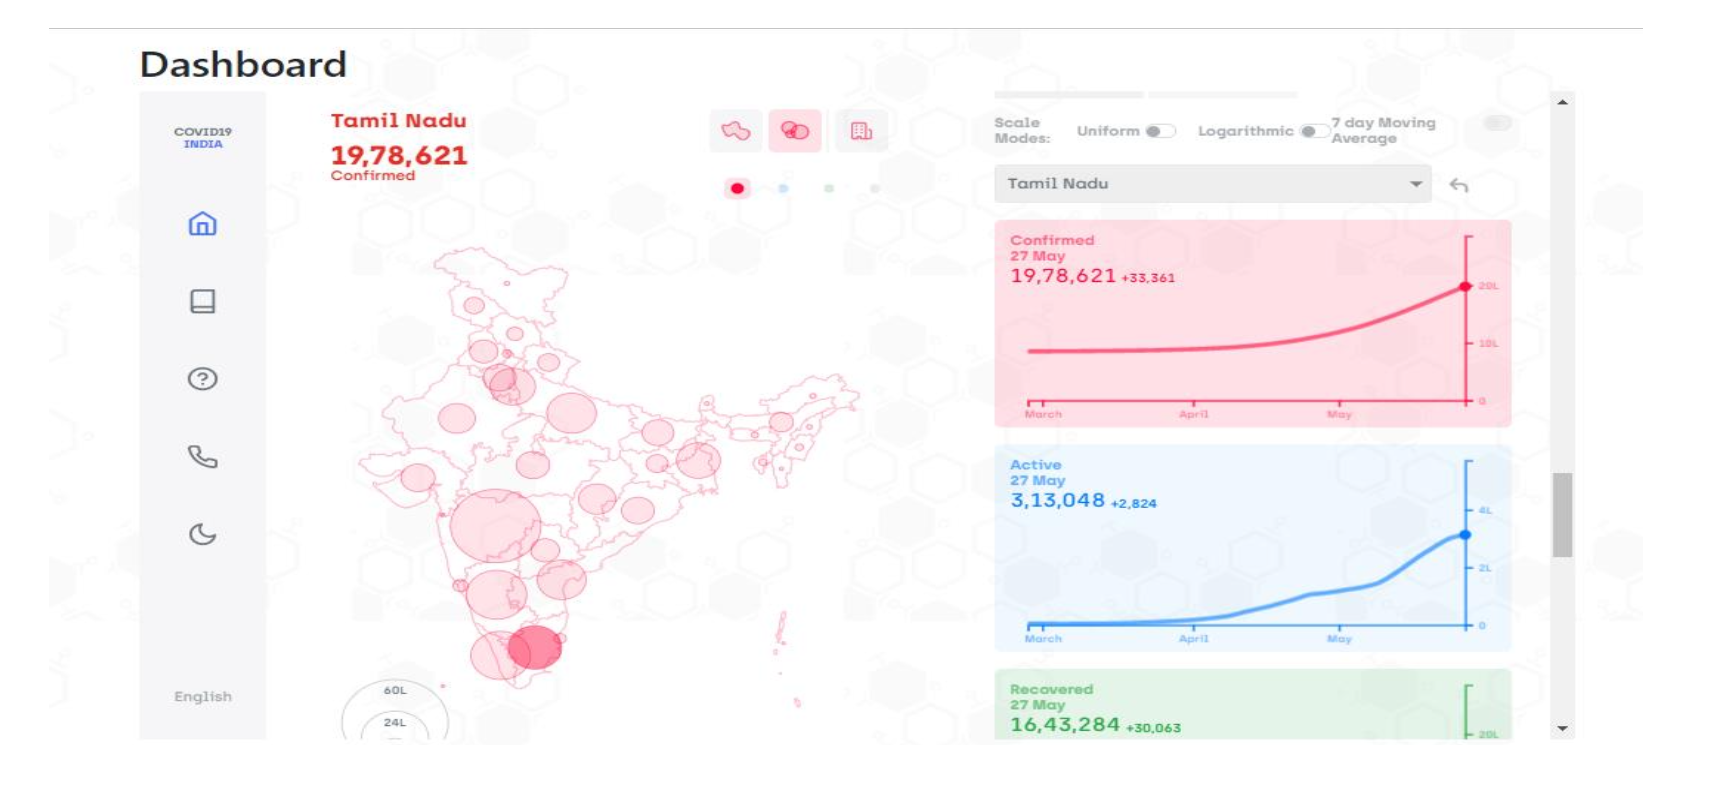 Dashboard
COVID19
INDIA
English
Tamil Nadu
19,78,621
Confirmed
60L
24L
Scale
Modes:
Uniform
Logarithmic
7 day Moving
Average
Tamil Nadu
Confirmed
27 May
19,78,621 +33,361
20L
10L
0
March April May
Active
27 May
3,13,048 +2,824
4L
2L
0
March April May
Recovered
27 May
16,43,284 +30,063
20L